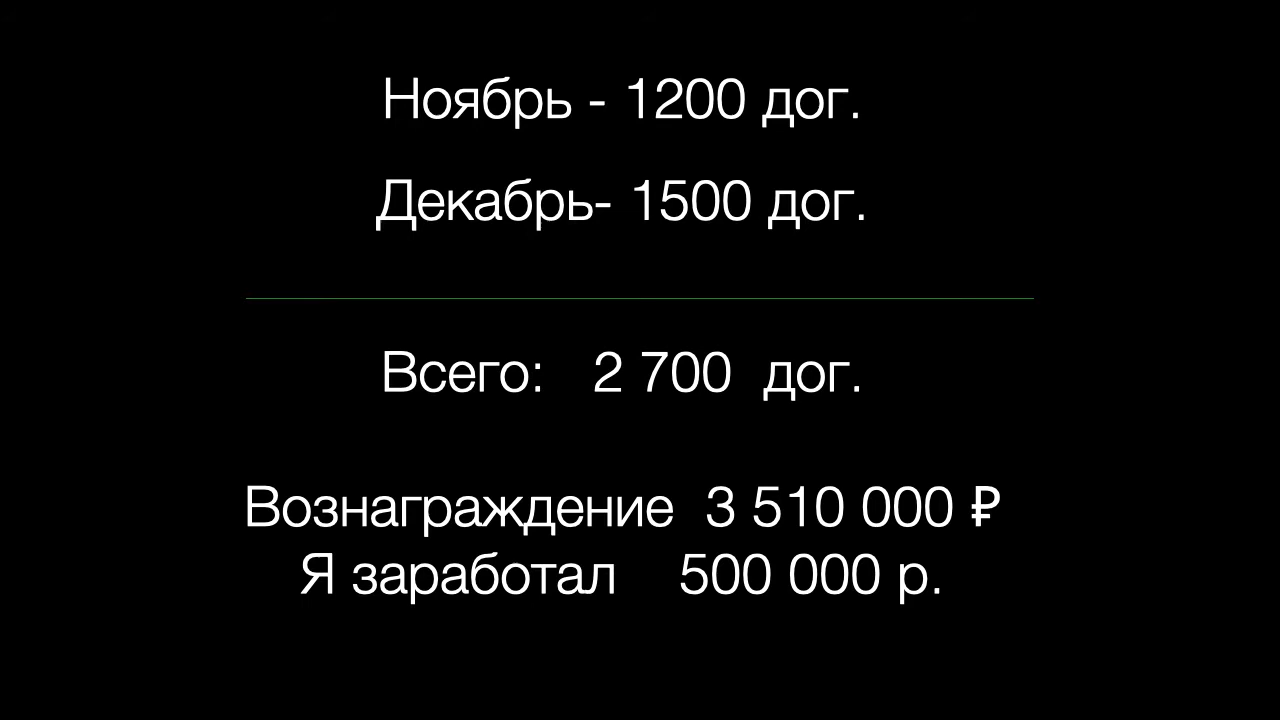 Ноябрь - 1200 дог.
Декабрь- 1500 дог.
Всего: 2 700 дог.
Вознаграждение 3 510 000 ₽
Я заработал 500 000 р.